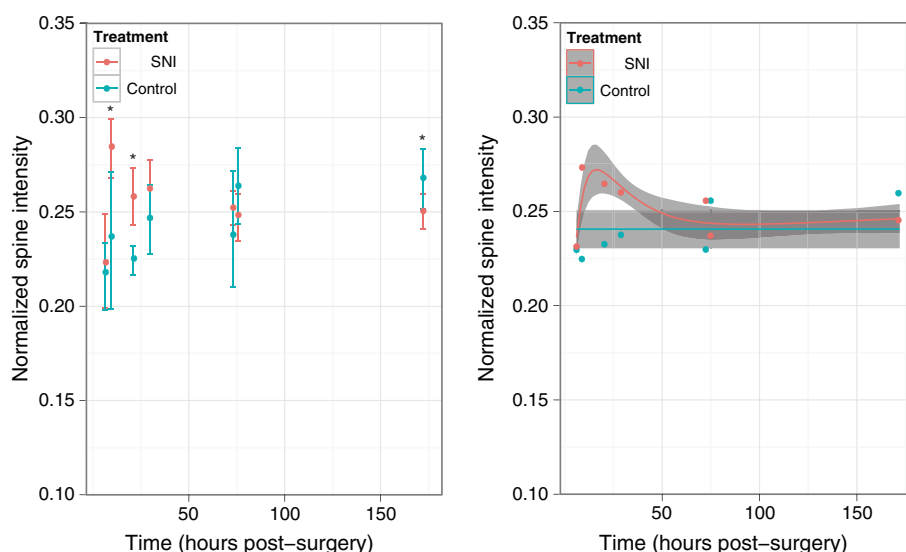 0.35
0.30
0.25
0.20
0.15
0.10
Normalized spine intensity
Treatment
SNI
Control
*
*
*
50
100
150
Time (hours post−surgery)
0.35
0.30
0.25
0.20
0.15
0.10
Normalized spine intensity
Treatment
SNI
Control
50
100
150
Time (hours post−surgery)